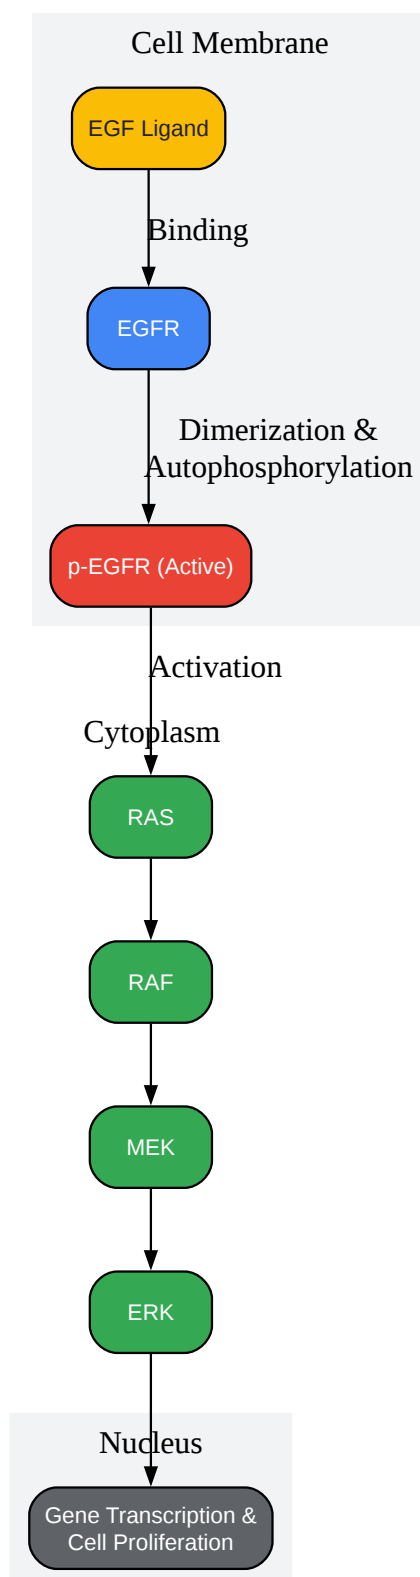 Cell Membrane
EGF Ligand
Binding
EGFR
Dimerization &
Autophosphorylation
p-EGFR (Active)
Activation
Cytoplasm
RAS
RAF
MEK
ERK
Nucleus
Gene Transcription &
Cell Proliferation